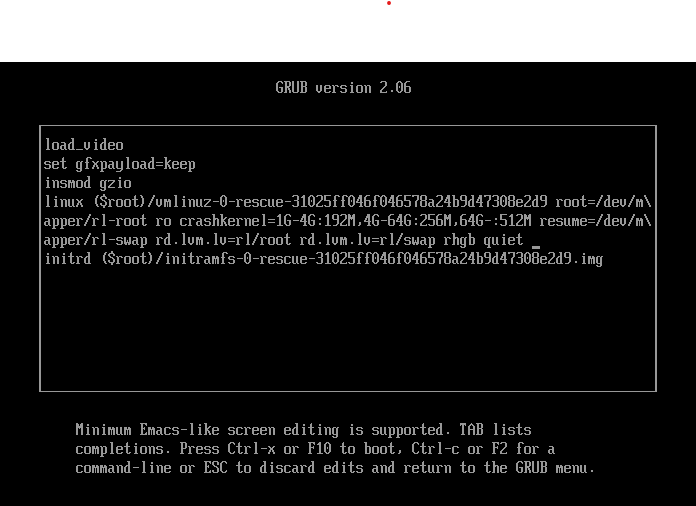 GRUB version 2.06
load_video
set gfxpayload=keep
insmod gzio
linux ($root)/vmlinuz-0-rescue-31025ff046f046578a24b9d47308e2d9 root=/dev/m\
apper/rl-root ro crashkernel=1G-4G:192M,4G-64G:256M,64G-:512M resume=/dev/m\
apper/rl-swap rd.lvm.lv=rl/root rd.lvm.lv=rl/swap rhgb quiet _
initrd ($root)/initramfs-0-rescue-31025ff046f046578a24b9d47308e2d9.img
Minimum Emacs-like screen editing is supported. TAB lists
completions. Press Ctrl-x or F10 to boot, Ctrl-c or F2 for a
command-line or ESC to discard edits and return to the GRUB menu.